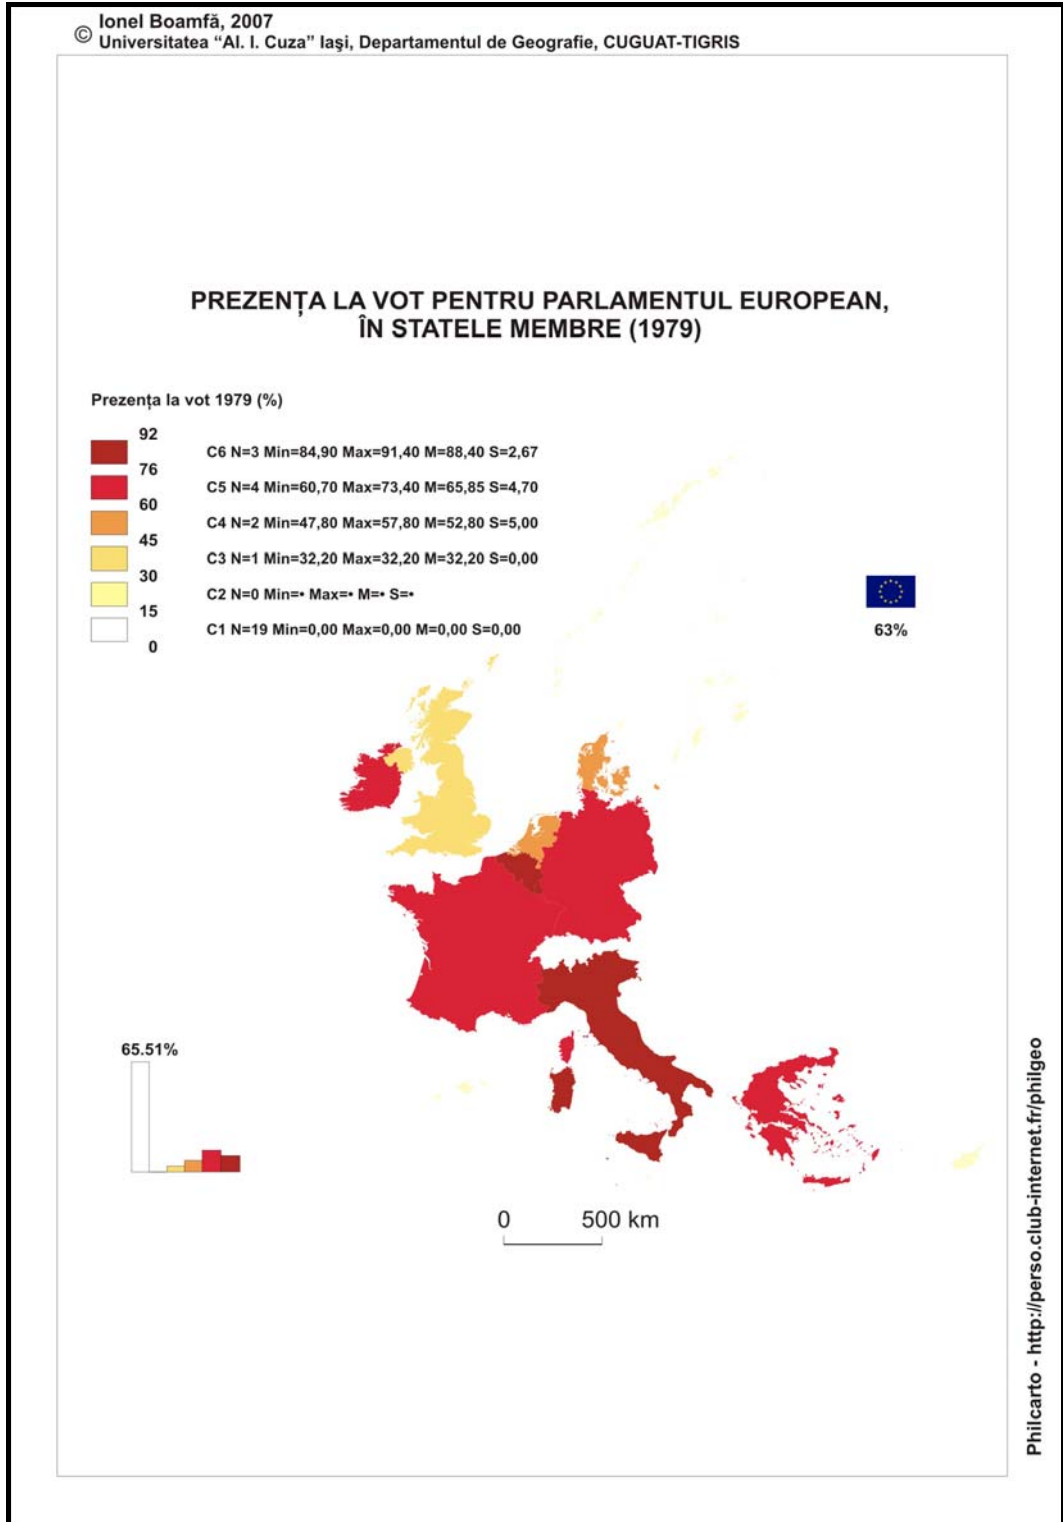 © Ionel Boamfă, 2007
Universitatea “Al. I. Cuza” Iaşi, Departamentul de Geografie, CUGUAT-TIGRIS
PREZENŢA LA VOT PENTRU PARLAMENTUL EUROPEAN,
ÎN STATELE MEMBRE (1979)
Prezenţa la vot 1979 (%)
92
C6 N=3 Min=84,90 Max=91,40 M=88,40 S=2,67
76
C5 N=4 Min=60,70 Max=73,40 M=65,85 S=4,70
60
C4 N=2 Min=47,80 Max=57,80 M=52,80 S=5,00
45
C3 N=1 Min=32,20 Max=32,20 M=32,20 S=0,00
30
C2 N=0 Min=• Max=• M=• S=•
15
C1 N=19 Min=0,00 Max=0,00 M=0,00 S=0,00
0
63%
65.51%
0 500 km
Philcarto - http://perso.club-internet.fr/philgeo